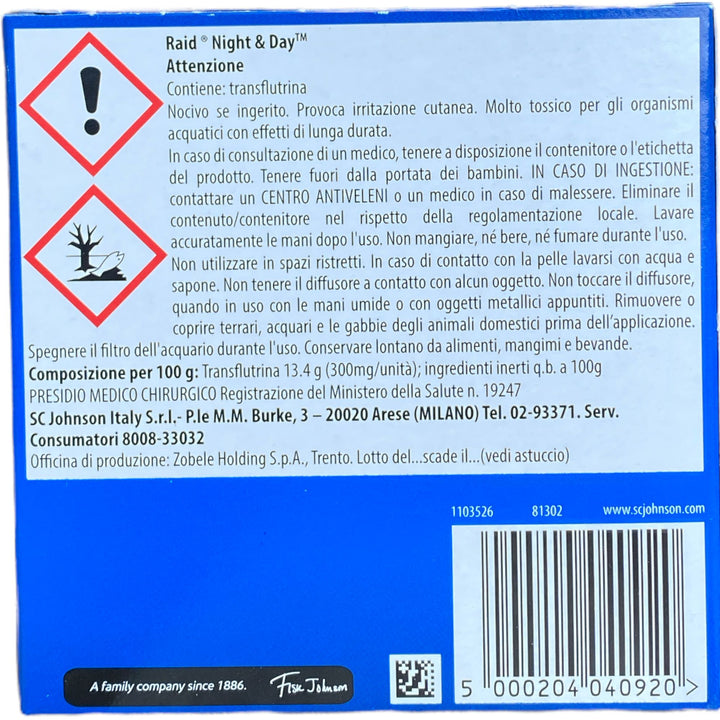 Raid ® Night & Day™
Attenzione
Contiene: transflutrina
Nocivo se ingerito. Provoca irritazione cutanea. Molto tossico per gli organismi
acquatici con effetti di lunga durata.
In caso di consultazione di un medico, tenere a disposizione il contenitore o l'etichetta
del prodotto. Tenere fuori dalla portata dei bambini. IN CASO DI INGESTIONE:
contattare un CENTRO ANTIVELENI o un medico in caso di malessere. Eliminare il
contenuto/contenitore nel rispetto della regolamentazione locale. Lavare
accuratamente le mani dopo l'uso. Non mangiare, né bere, né fumare durante l'uso.
Non utilizzare in spazi ristretti. In caso di contatto con la pelle lavarsi con acqua e
sapone. Non tenere il diffusore a contatto con alcun oggetto. Non toccare il diffusore,
quando in uso con le mani umide o con oggetti metallici appuntiti. Rimuovere o
coprire terrari, acquari e le gabbie degli animali domestici prima dell'applicazione.
Spegnere il filtro dell'acquario durante l'uso. Conservare lontano da alimenti, mangimi e bevande.
Composizione per 100 g: Transflutrina 13.4 g (300mg/unità); ingredienti inerti q.b. a 100g
PRESIDIO MEDICO CHIRURGICO Registrazione del Ministero della Salute n. 19247
SC Johnson Italy S.r.l.- P.le M.M. Burke, 3 – 20020 Arese (MILANO) Tel. 02-93371. Serv.
Consumatori 8008-33032
Officina di produzione: Zobele Holding S.p.A., Trento. Lotto del...scade il...(vedi astuccio)
1103526 81302 www.scjohnson.com
A family company since 1886. Fisk Johnson
5 000204 040920 >